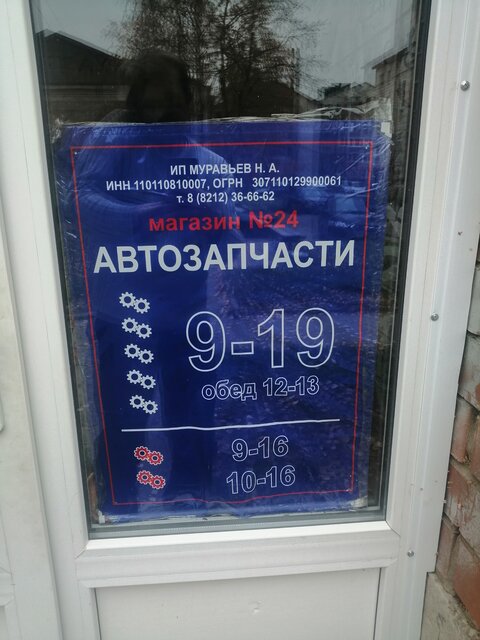 ИП МУРАВЬЕВ Н. А.
ИНН 110110810007, ОГРН 307110129900061
т. 8 (8212) 36-66-62
магазин №24
АВТОЗАПЧАСТИ
9-19
обед 12-13
9-16
10-16